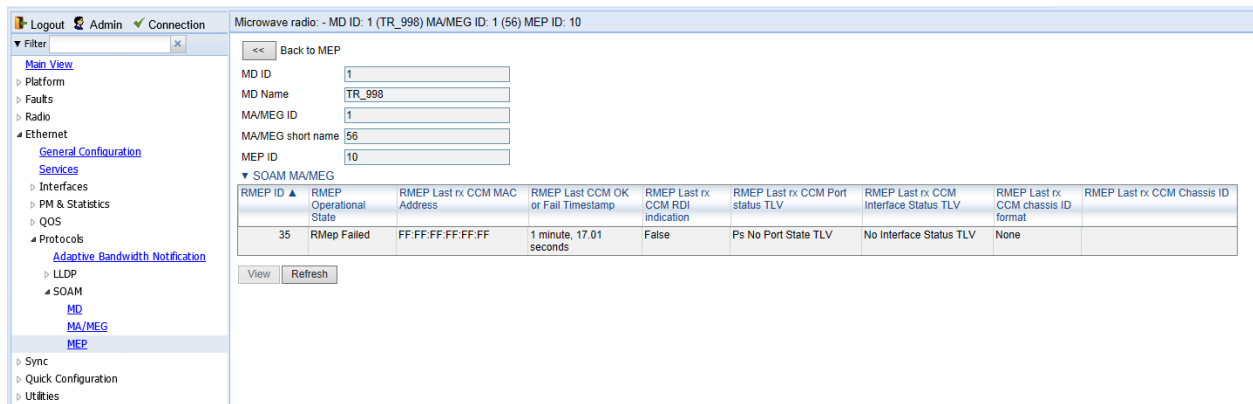 Logout Admin Connection
Microwave radio: - MD ID: 1 (TR_998) MA/MEG ID: 1 (56) MEP ID: 10
▼ Filter
Main View
Platform
Faults
Radio
Ethernet
General Configuration
Services
Interfaces
PM & Statistics
QOS
Protocols
Adaptive Bandwidth Notification
LLDP
SOAM
MD
MA/MEG
MEP
Sync
Quick Configuration
Utilities
<< Back to MEP
MD ID 1
MD Name TR_998
MA/MEG ID 1
MA/MEG short name 56
MEP ID 10
▼ SOAM MA/MEG
RMEP ID ▲ RMEP Operational State RMEP Last rx CCM MAC Address RMEP Last CCM OK or Fail Timestamp RMEP Last rx CCM RDI indication RMEP Last rx CCM Port status TLV RMEP Last rx CCM Interface Status TLV RMEP Last rx CCM chassis ID format RMEP Last rx CCM Chassis ID
35 RMep Failed FF:FF:FF:FF:FF:FF 1 minute, 17.01 seconds False Ps No Port State TLV No Interface Status TLV None
View Refresh